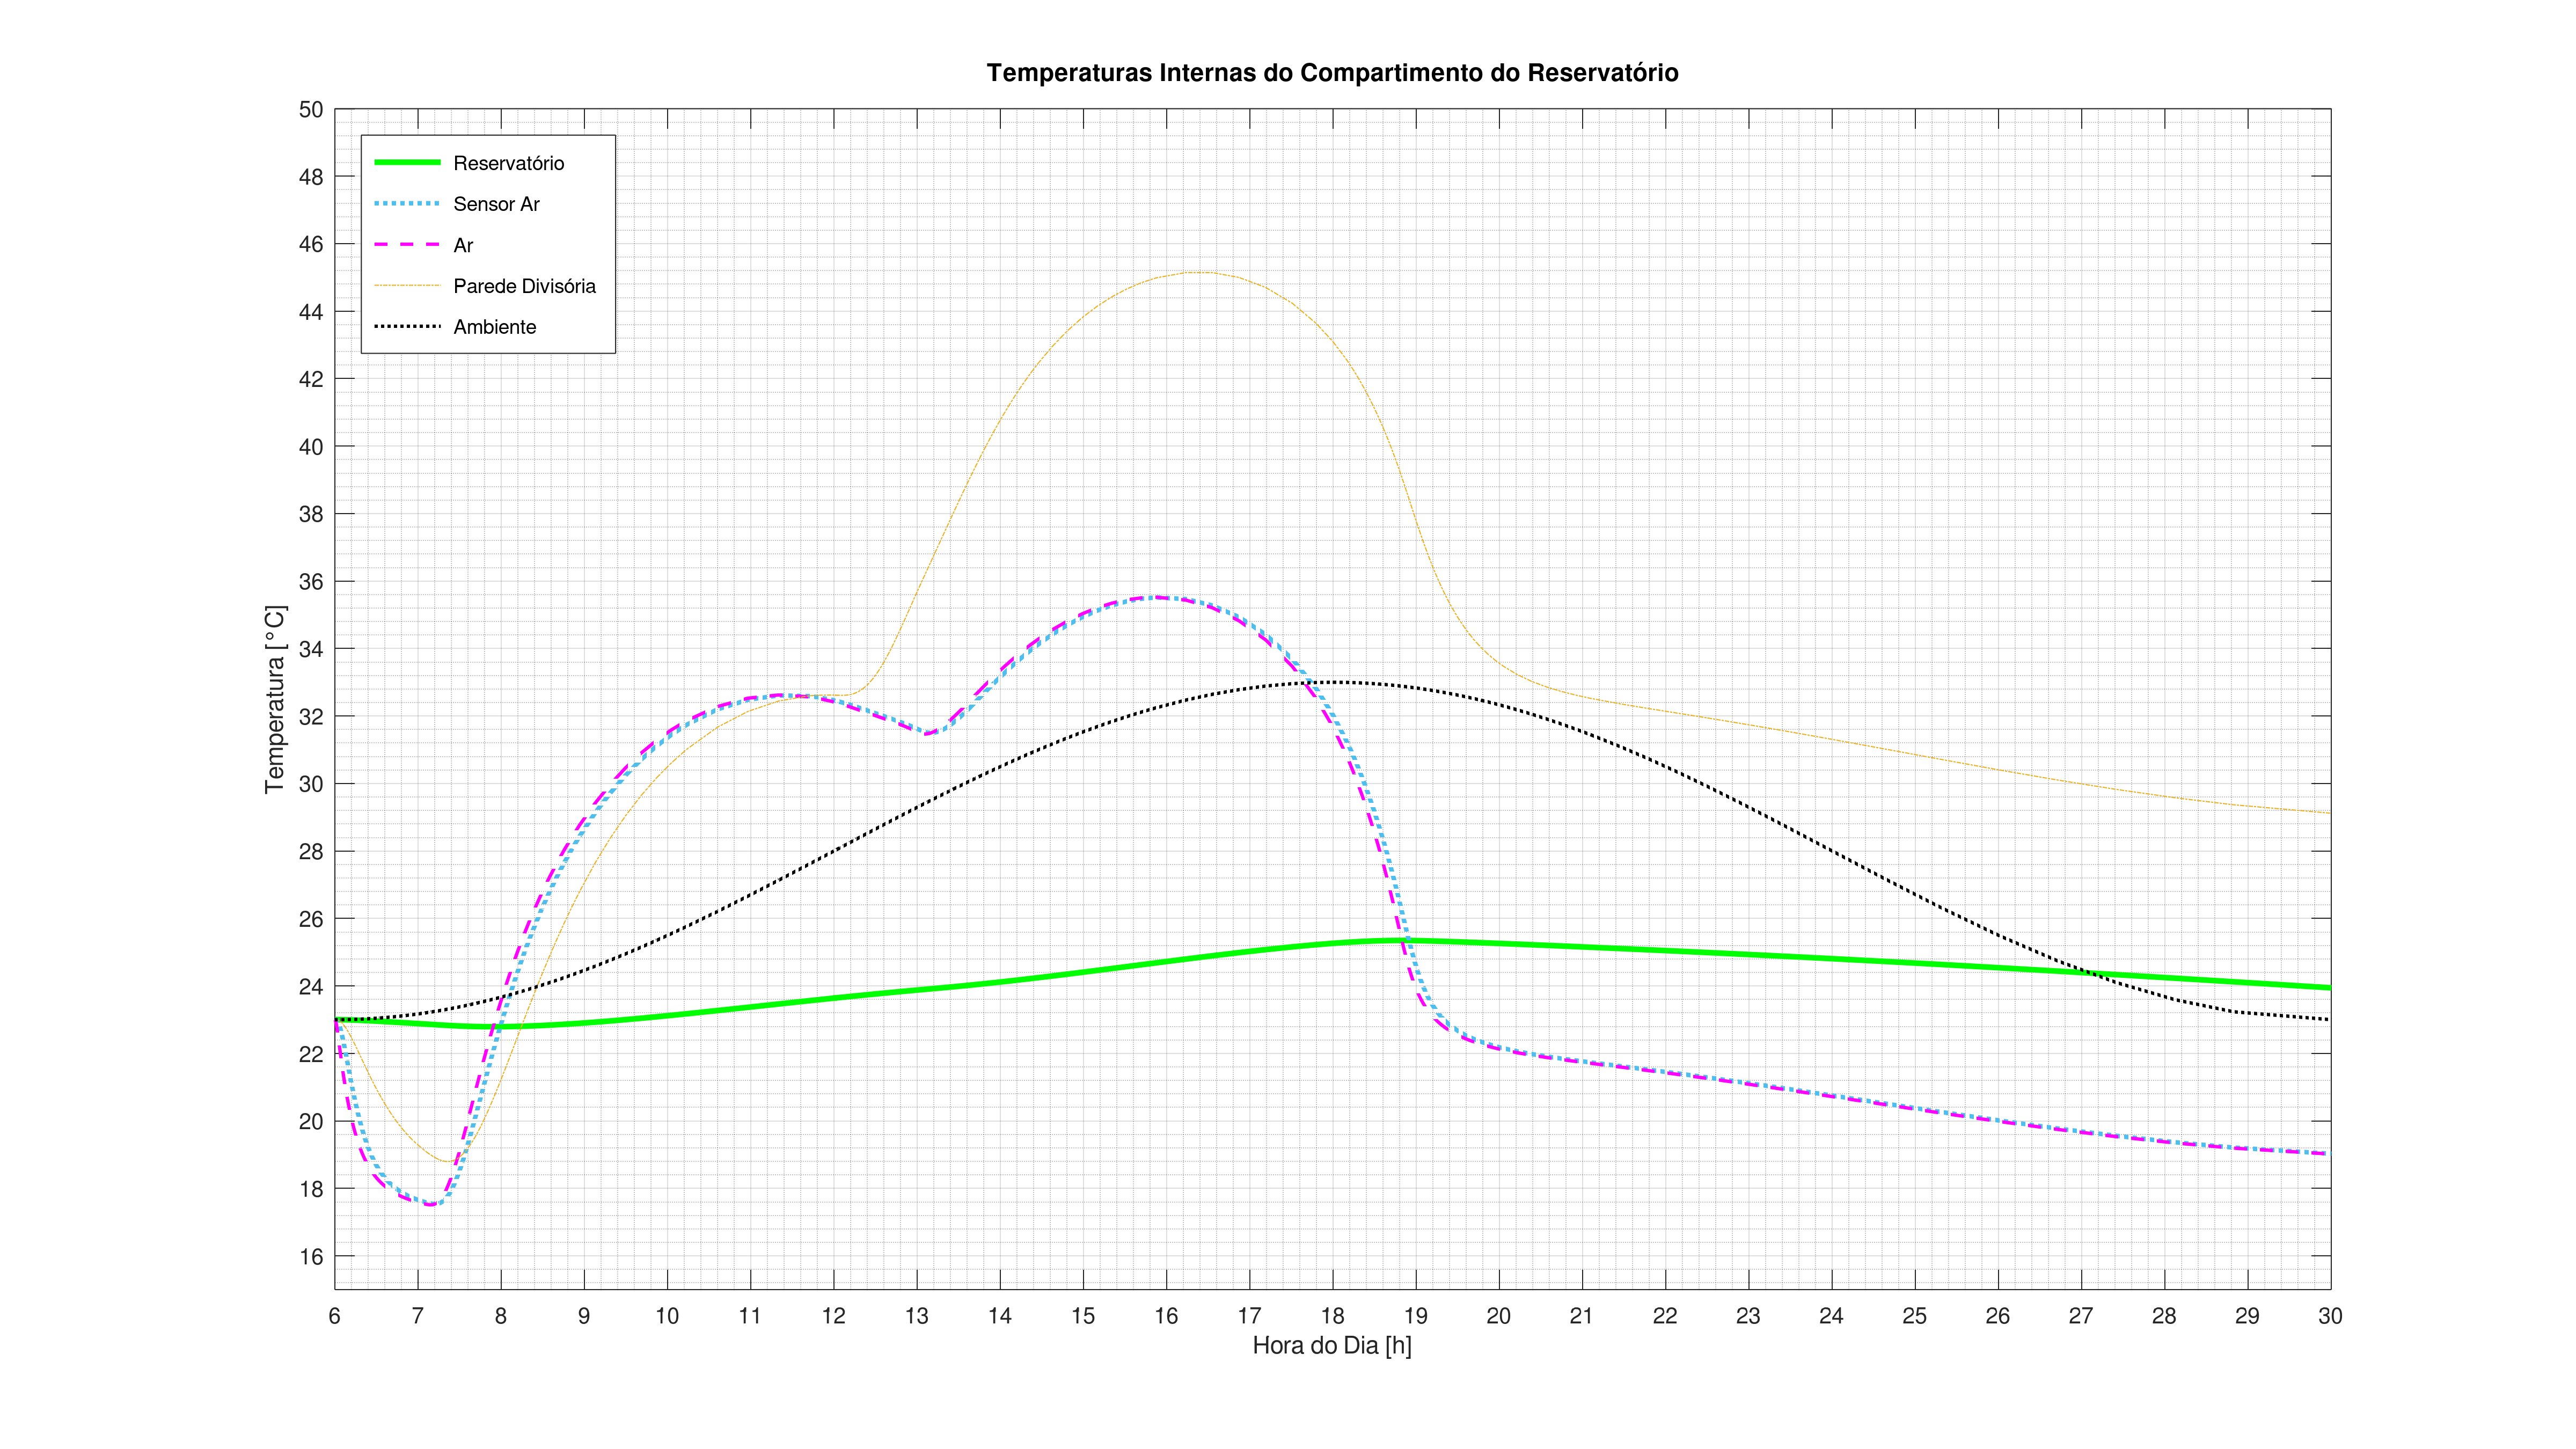 Temperaturas Internas do Compartimento do Reservatório
50
48
46
44
42
40
38
36
34
32
30
28
26
24
22
20
18
16
Temperatura [°C]
Reservatório
Sensor Ar
Ar
Parede Divisória
Ambiente
6 7 8 9 10 11 12 13 14 15 16 17 18 19 20 21 22 23 24 25 26 27 28 29 30
Hora do Dia [h]